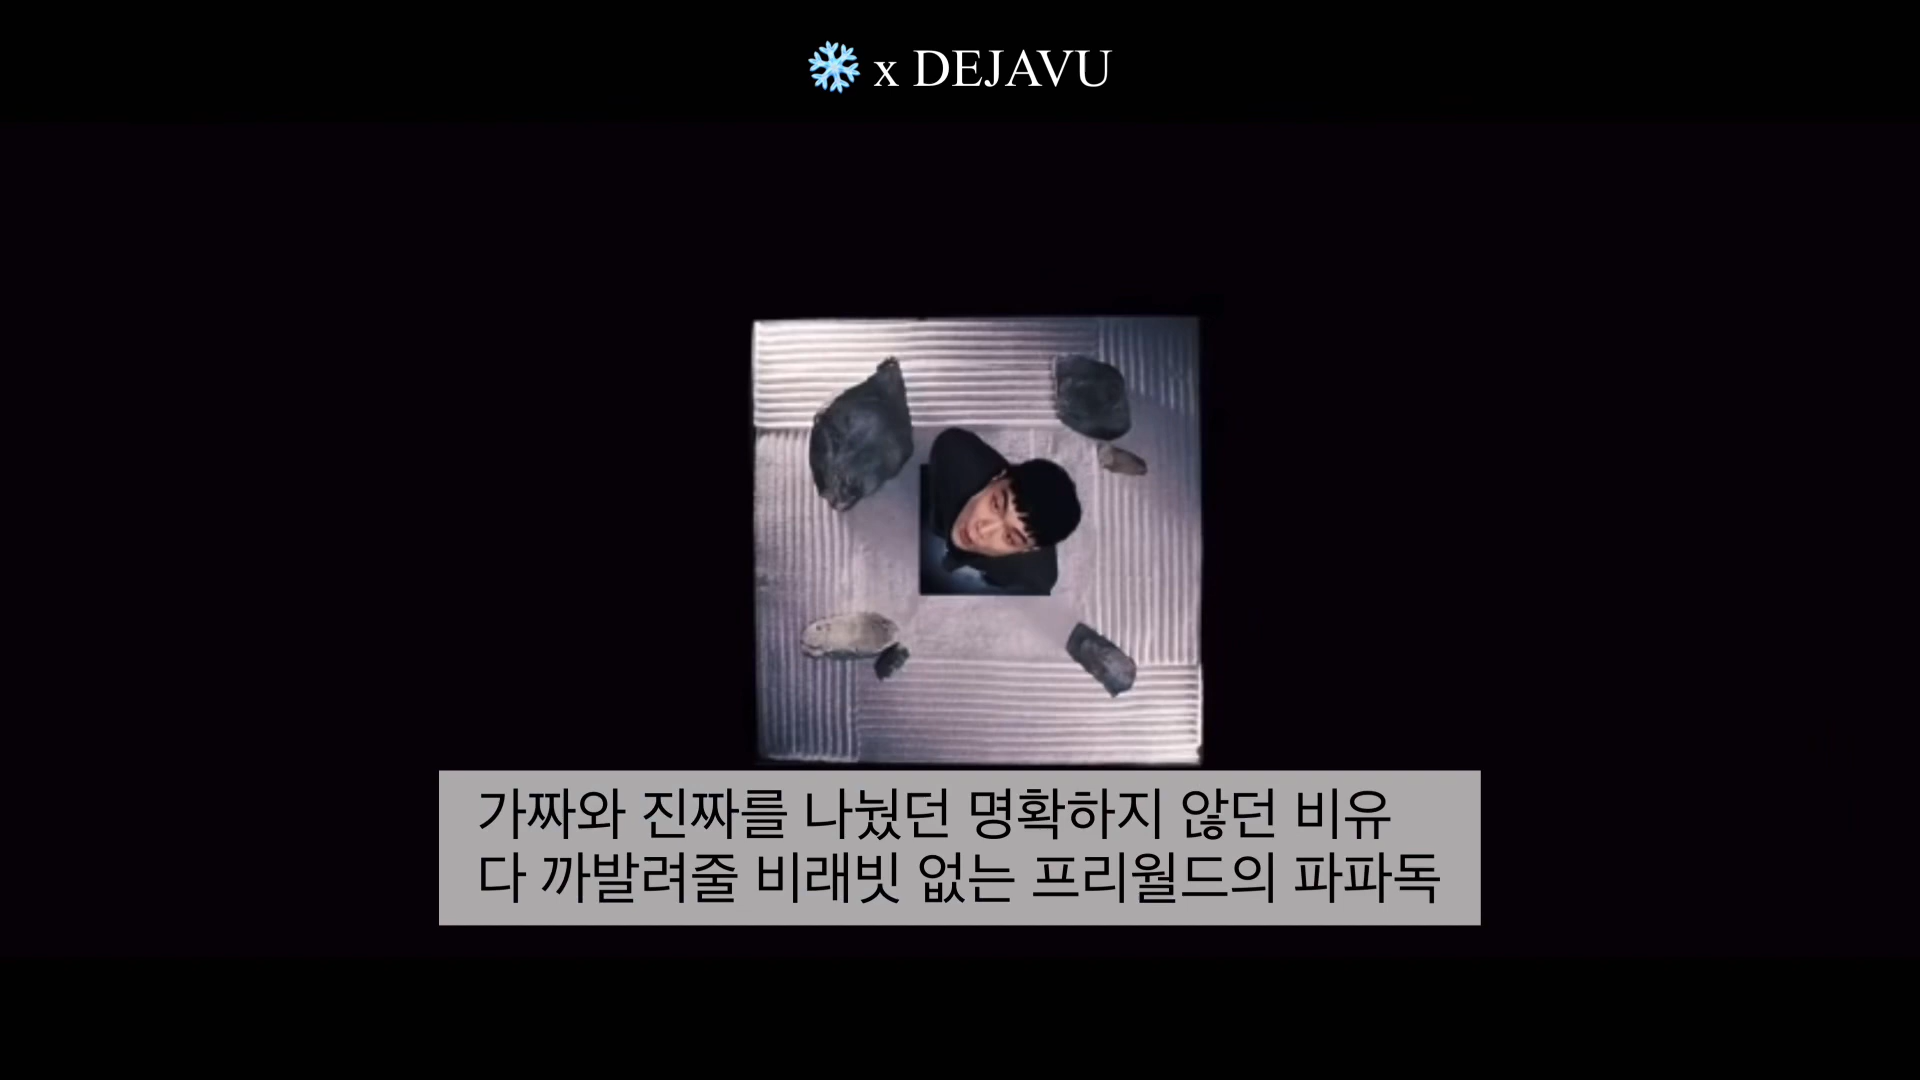 ❄️ x DEJAVU
가짜와 진짜를 나눴던 명확하지 않던 비유
다 까발려줄 비래빗 없는 프리월드의 파파독